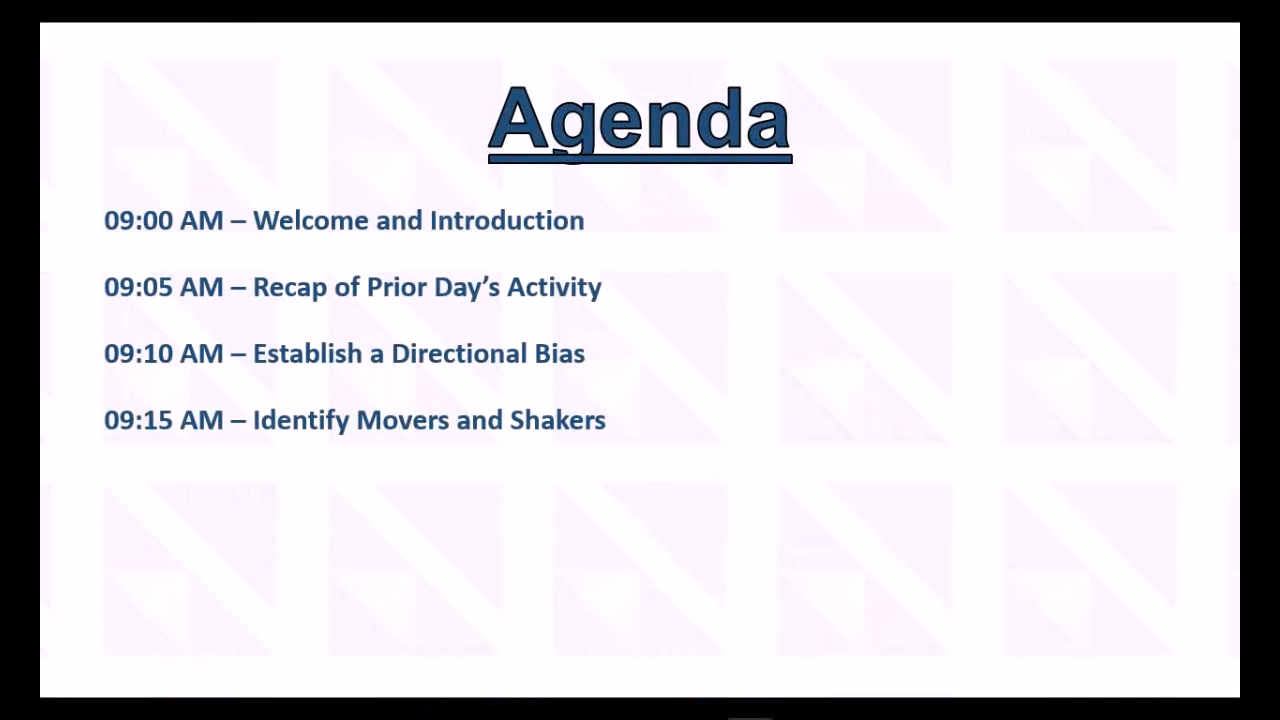 Agenda
09:00 AM – Welcome and Introduction
09:05 AM – Recap of Prior Day’s Activity
09:10 AM – Establish a Directional Bias
09:15 AM – Identify Movers and Shakers